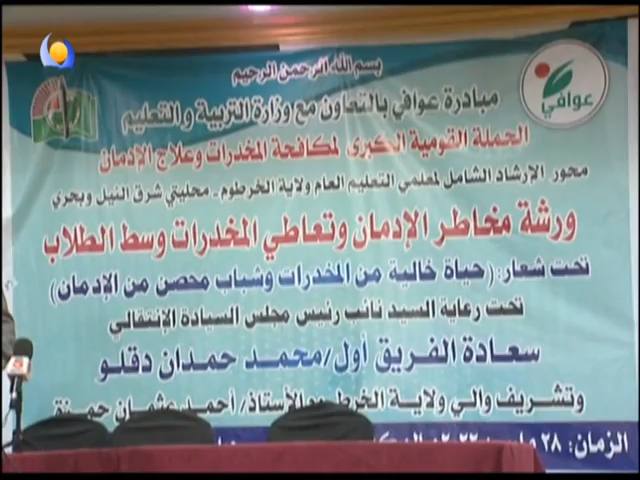 بسم الله الرحمن الرحيم
عوافي
مبادرة عوافي بالتعاون مع وزارة التربية والتعليم
الحملة القومية الكبرى لمكافحة المخدرات وعلاج الإدمان
محور الإرشاد الشامل لمعلمي التعليم العام ولاية الخرطوم - محليتي شرق النيل وبحري
ورشة مخاطر الإدمان وتعاطي المخدرات وسط الطلاب
تحت شعار: (حياة خالية من المخدرات وشباب محصن من الإدمان)
تحت رعاية السيد نائب رئيس مجلس السيادة الإنتقالي
سعادة الفريق أول/محمد حمدان دقلو
وتشريف والي ولاية الخرطوم الأستاذ/ أحمد عثمان حمزة
الزمان: ٢٨